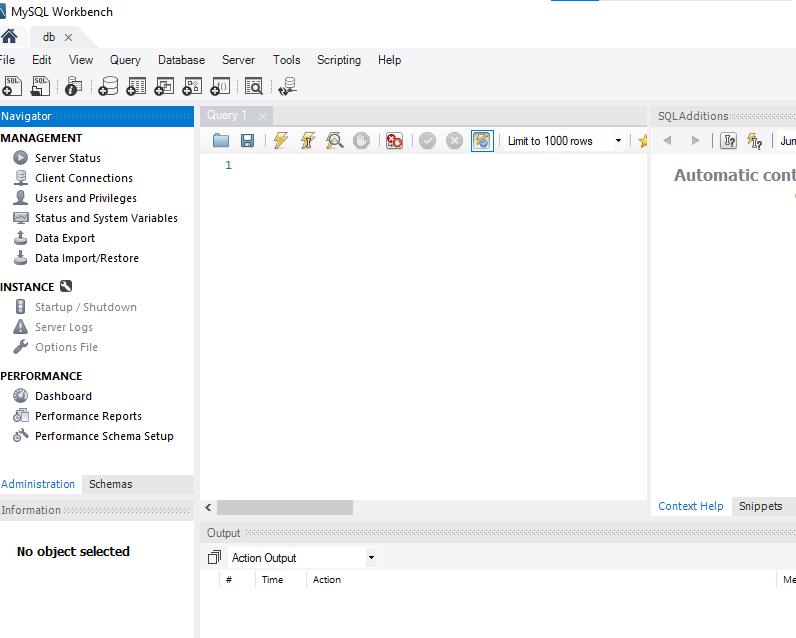 MySQL Workbench
db
File Edit View Query Database Server Tools Scripting Help
Navigator
MANAGEMENT
Server Status
Client Connections
Users and Privileges
Status and System Variables
Data Export
Data Import/Restore
INSTANCE
Startup / Shutdown
Server Logs
Options File
PERFORMANCE
Dashboard
Performance Reports
Performance Schema Setup
Administration Schemas
Information
No object selected
Query 1
Limit to 1000 rows
1
SQLAdditions
Jum
Automatic cont
Context Help Snippets
Output
Action Output
# Time Action Me